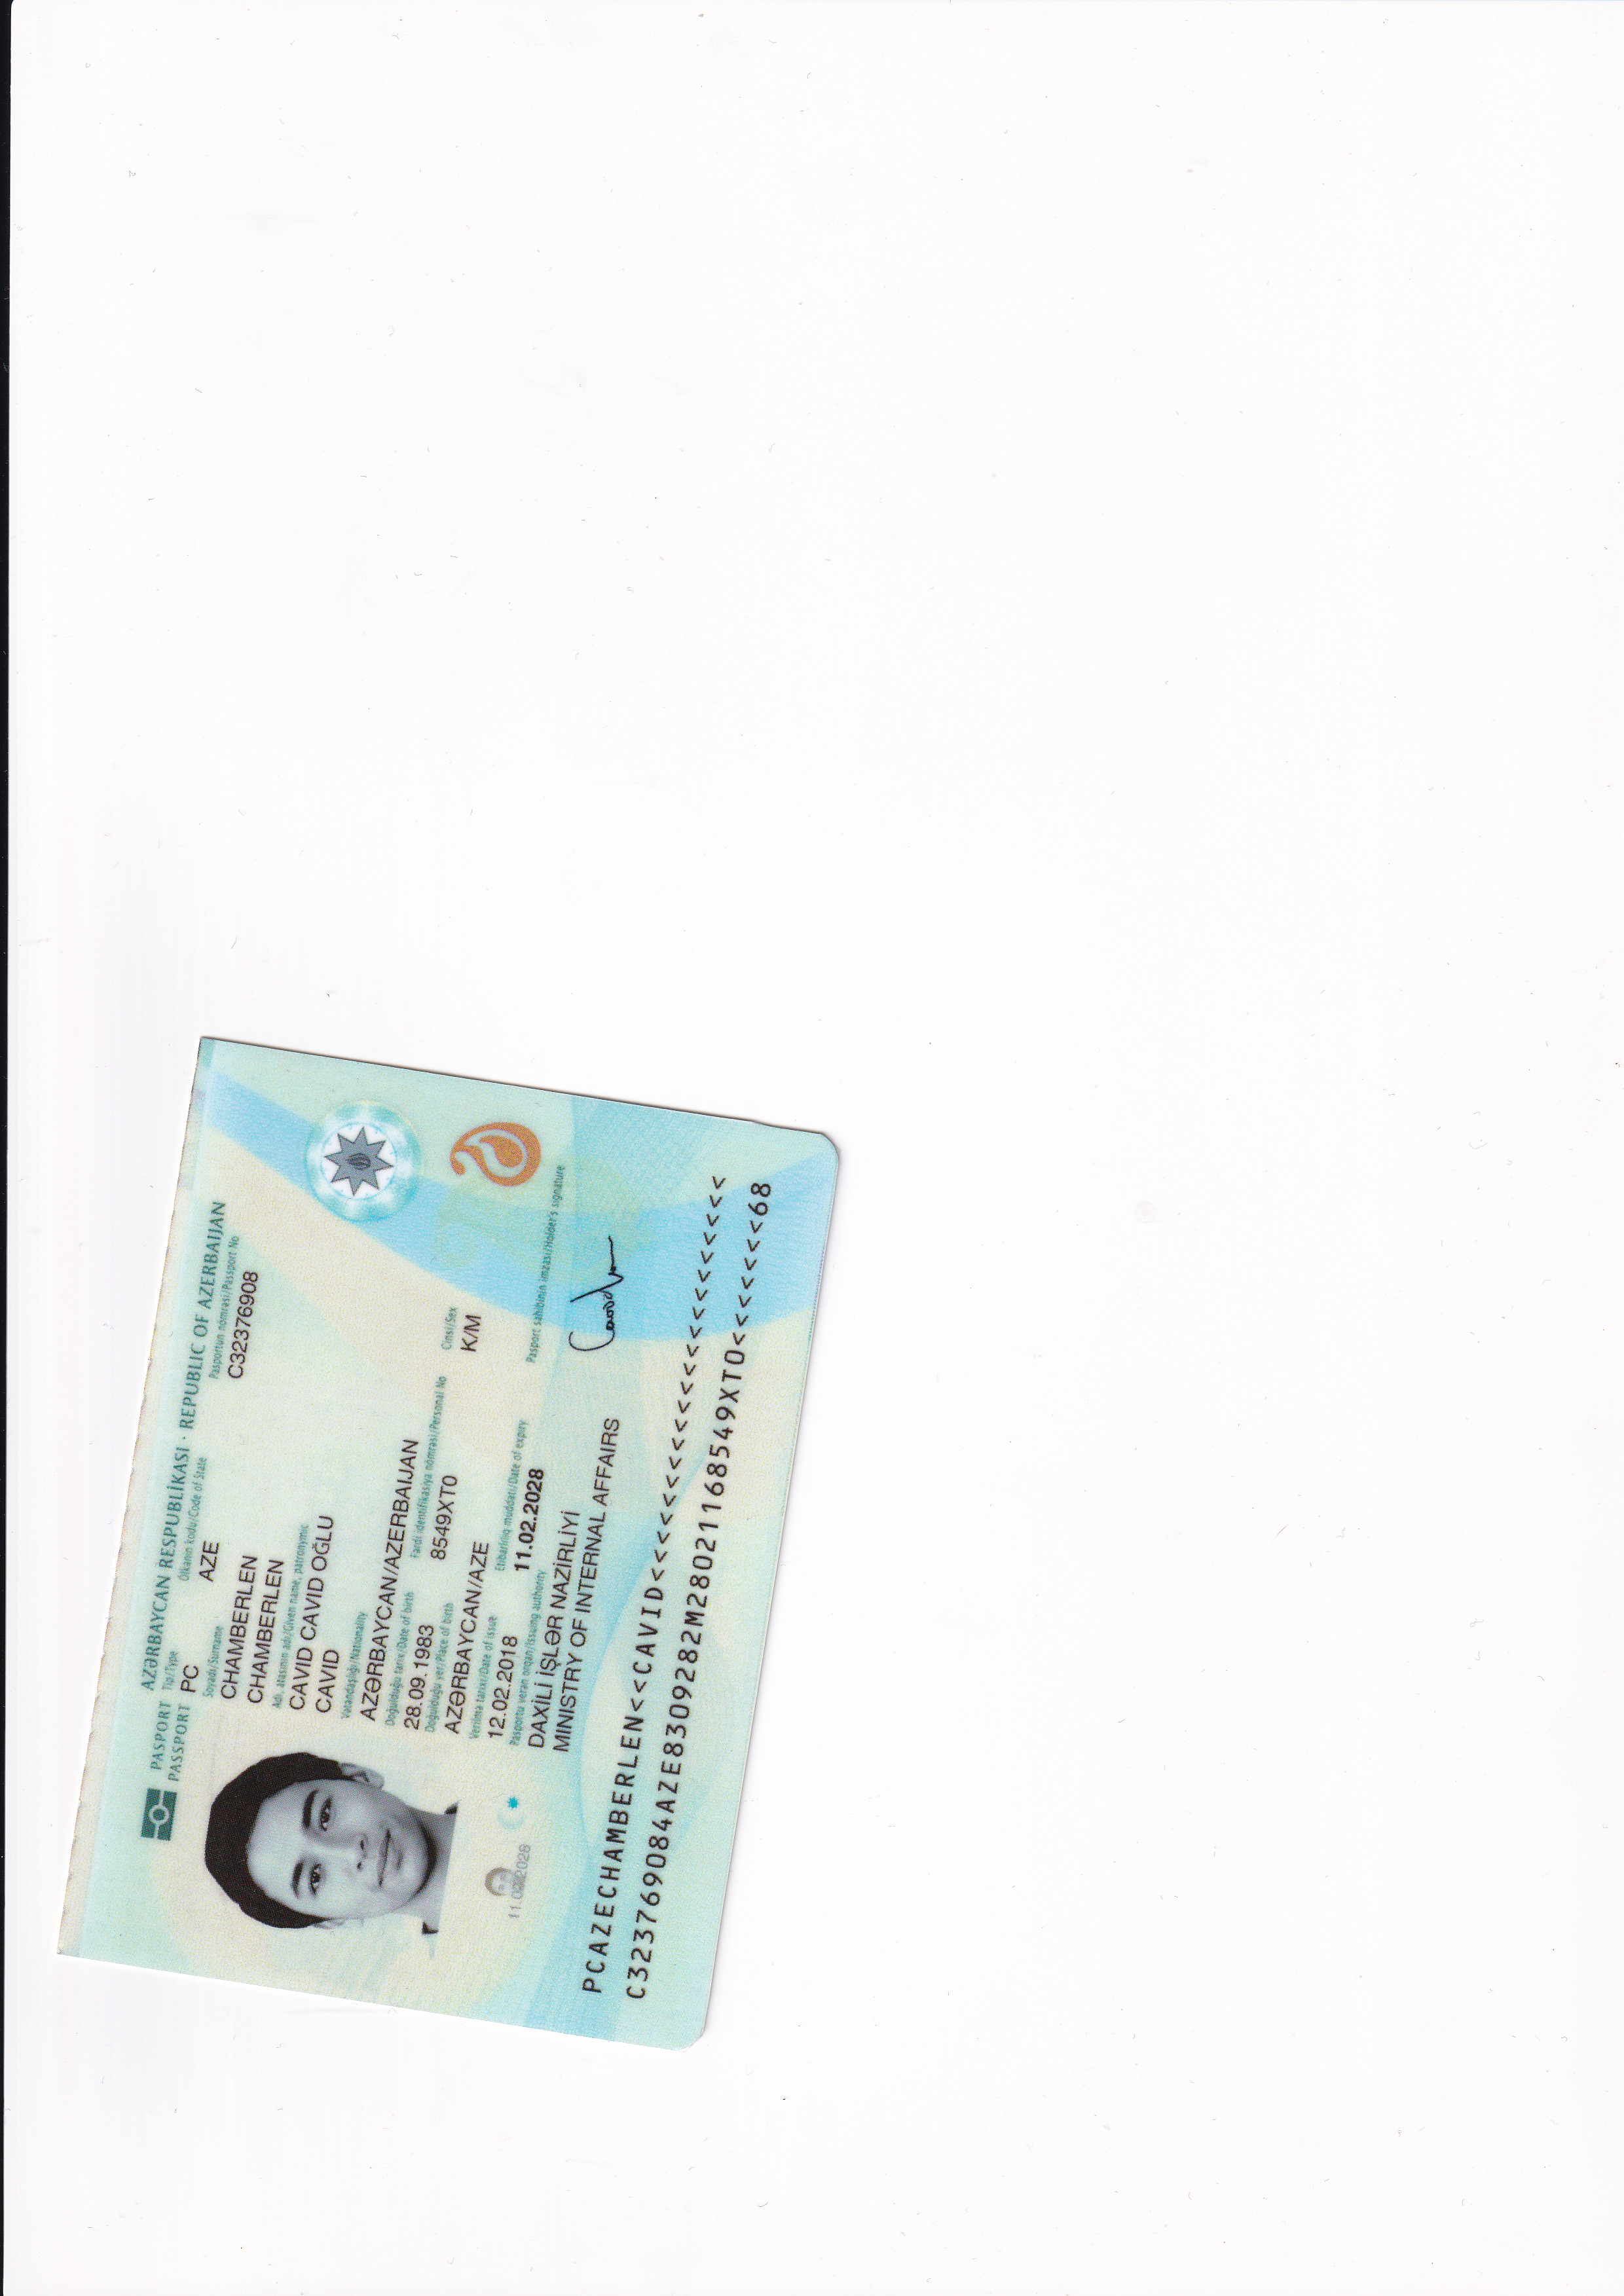 PASPORT AZƏRBAYCAN RESPUBLİKASI · REPUBLIC OF AZERBAIJAN
PASSPORT Tip/Type Ölkənin kodu/Code of State Pasportun nömrəsi/Passport No
PC AZE C32376908
Soyadı/Surname
CHAMBERLEN
CHAMBERLEN
Adı, atasının adı/Given name, patronymic
CAVID CAVID OĞLU
CAVID
Vətəndaşlığı/Nationality
AZƏRBAYCAN/AZERBAIJAN
Doğulduğu tarix/Date of birth Fərdi identifikasiya nömrəsi/Personal No
28.09.1983 8549XT0
Doğulduğu yer/Place of birth Cinsi/Sex
AZƏRBAYCAN/AZE K/M
Verilmə tarixi/Date of issue Etibarlılıq müddəti/Date of expiry
12.02.2018 11.02.2028
Pasportu verən orqan/Issuing authority Pasport sahibinin imzası/Holder's signature
DAXİLİ İŞLƏR NAZİRLİYİ
MINISTRY OF INTERNAL AFFAIRS
11.02.2028
PCAZECHAMBERLEN<<CAVID<<<<<<<<<<<<<<<<<<<<<<
C323769084AZE8309282M28021168549XTO<<<<<<<68